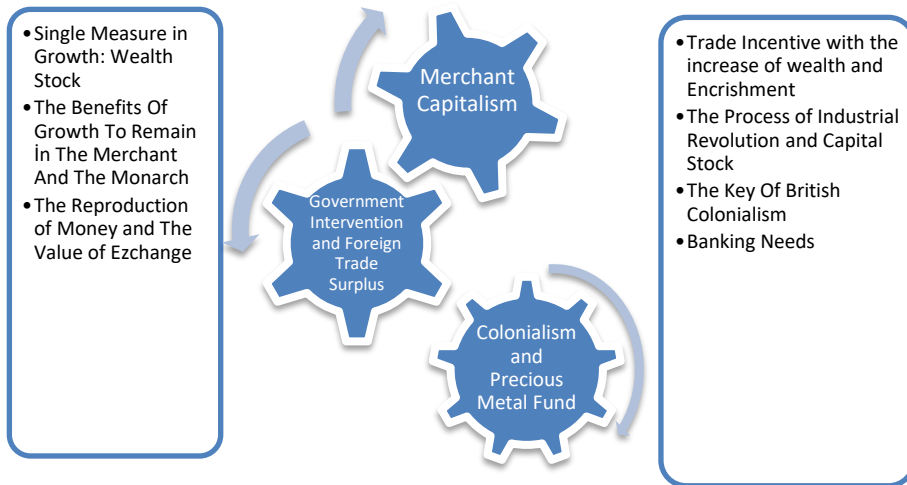 •Single Measure in
Growth: Wealth
Stock
•The Benefits Of
Growth To Remain
İn The Merchant
And The Monarch
•The Reproduction
of Money and The
Value of Ezchange
Merchant
Capitalism
Government
Intervention
and Foreign
Trade
Surplus
Colonialism
and
Precious
Metal Fund
•Trade Incentive with the
increase of wealth and
Encrishment
•The Process of Industrial
Revolution and Capital
Stock
•The Key Of British
Colonialism
•Banking Needs